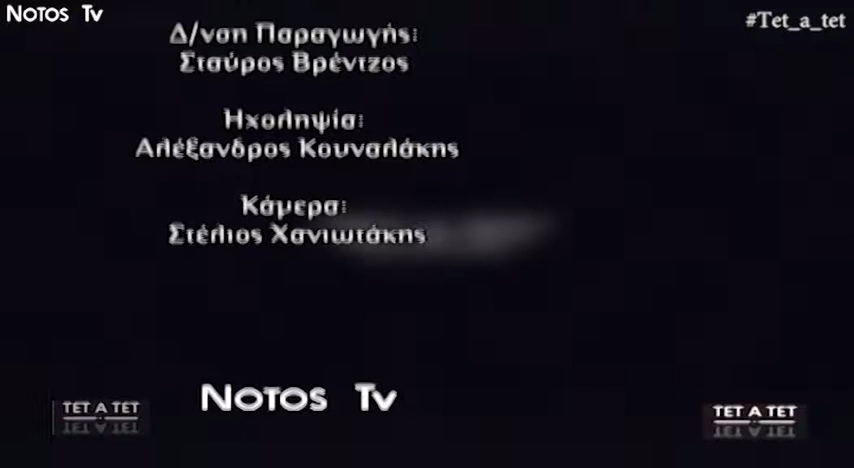 NOTOS Tv
#Tet_a_tet
Δ/νση Παραγωγής:
Σταύρος Βρέντζος
Ηχοληψία:
Αλέξανδρος Κουναλάκης
Κάμερα:
Στέλιος Χανιωτάκης
NOTOS Tv
TET A TET
TET A TET